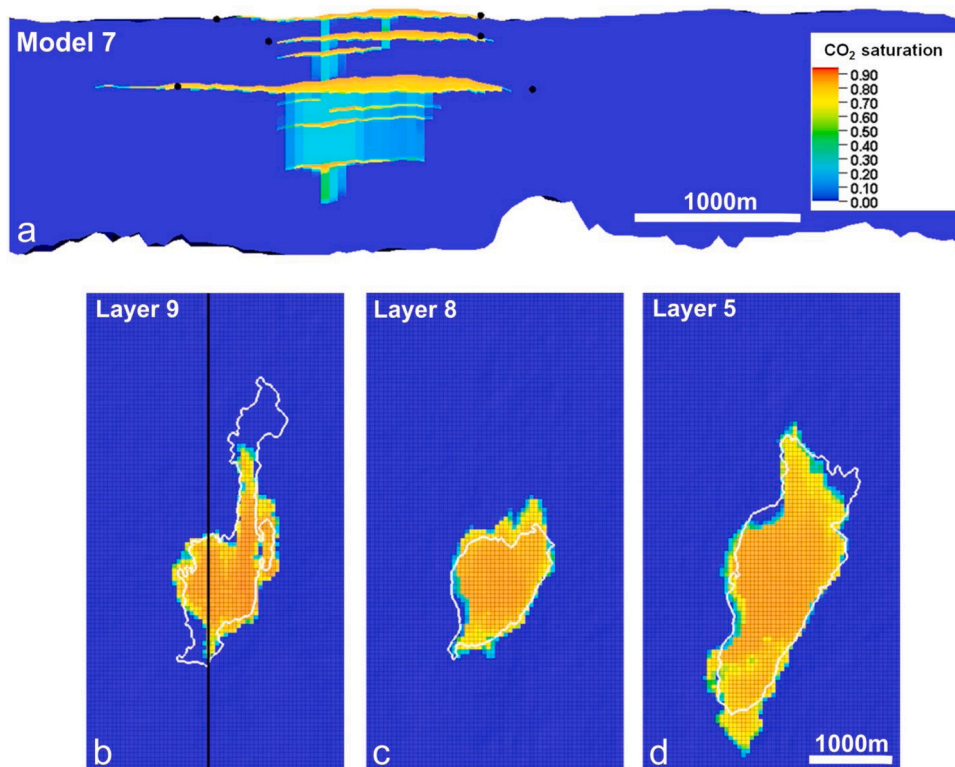 Model 7
CO₂ saturation
0.90
0.80
0.70
0.60
0.50
0.40
0.30
0.20
0.10
0.00
1000m
a
Layer 9
Layer 8
Layer 5
b
c
d
1000m